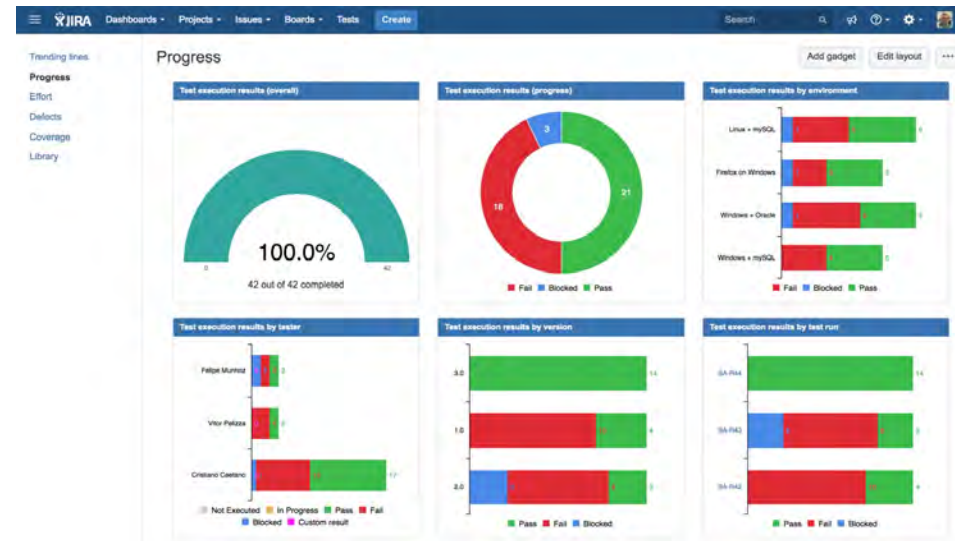 JIRA Dashboards Projects Issues Boards Tests Create Search
Trending lines
Progress
Effort
Defects
Coverage
Library
Progress
Add gadget Edit layout ...
Test execution results (overall)
100.0%
0 42
42 out of 42 completed
Test execution results (progress)
3
18
21
Fail Blocked Pass
Test execution results by environment
Linux + mySQL
Firefox on Windows
Windows + Oracle
Windows + mySQL
Fail Blocked Pass
Test execution results by tester
Felipe Munhoz
Vitor Pelizza
Cristiano Caetano 17
Not Executed In Progress Pass Fail
Blocked Custom result
Test execution results by version
3.0 14
1.0
2.0
Pass Fail Blocked
Test execution results by test run
SA-R44 14
Pass Fail Blocked